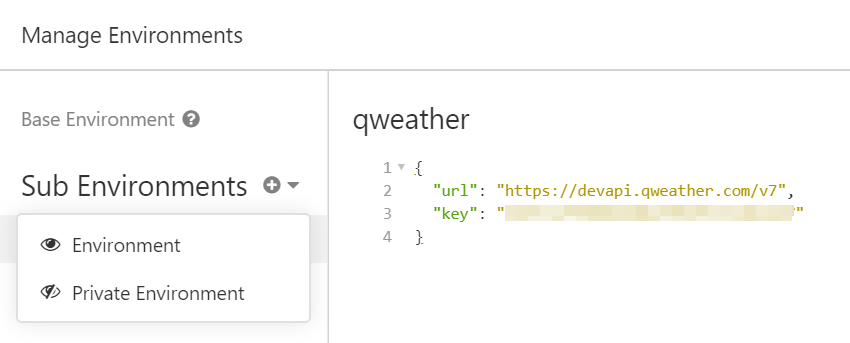 Manage Environments
Base Environment
Sub Environments
Environment
Private Environment
qweather
1 {
2 "url": "https://devapi.qweather.com/v7",
3 "key": ""
4 }